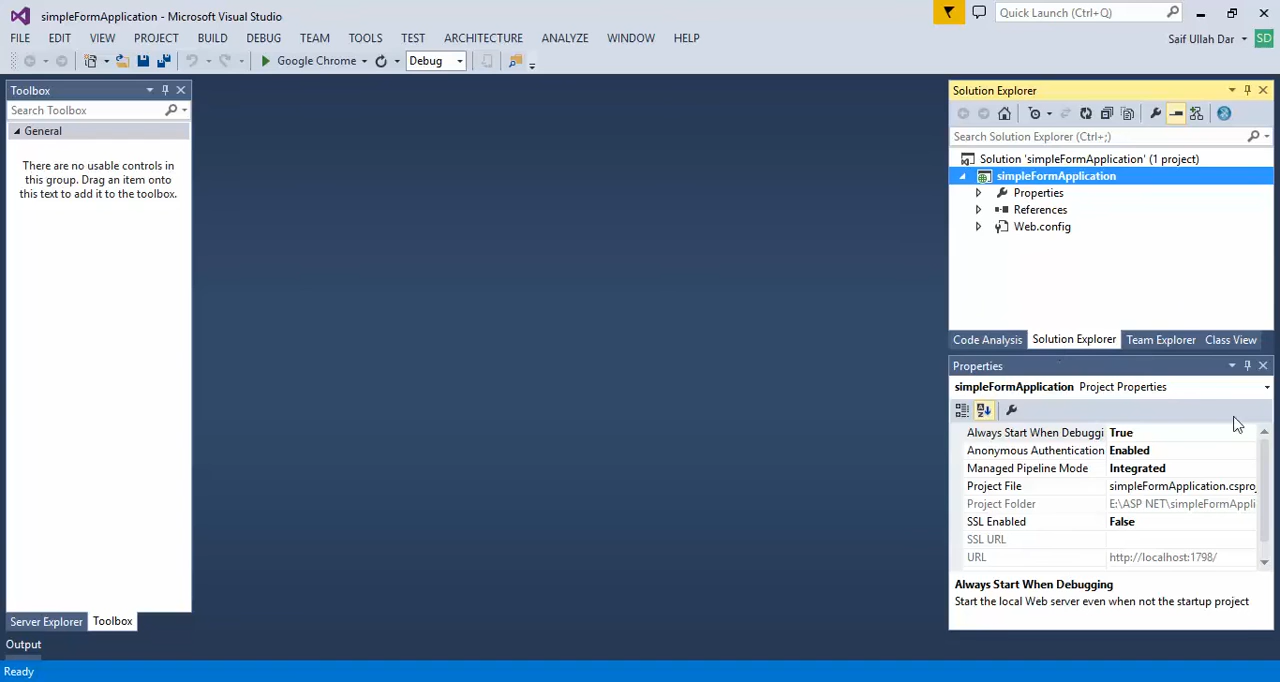 simpleFormApplication - Microsoft Visual Studio
Quick Launch (Ctrl+Q)
FILE EDIT VIEW PROJECT BUILD DEBUG TEAM TOOLS TEST ARCHITECTURE ANALYZE WINDOW HELP
Saif Ullah Dar SD
Google Chrome Debug
Toolbox
Search Toolbox
General
There are no usable controls in
this group. Drag an item onto
this text to add it to the toolbox.
Server Explorer Toolbox
Output
Ready
Solution Explorer
Search Solution Explorer (Ctrl+;)
Solution 'simpleFormApplication' (1 project)
simpleFormApplication
Properties
References
Web.config
Code Analysis Solution Explorer Team Explorer Class View
Properties
simpleFormApplication Project Properties
Always Start When Debuggi True
Anonymous Authentication Enabled
Managed Pipeline Mode Integrated
Project File simpleFormApplication.csproj
Project Folder E:\ASP NET\simpleFormAppli
SSL Enabled False
SSL URL
URL http://localhost:1798/
Always Start When Debugging
Start the local Web server even when not the startup project